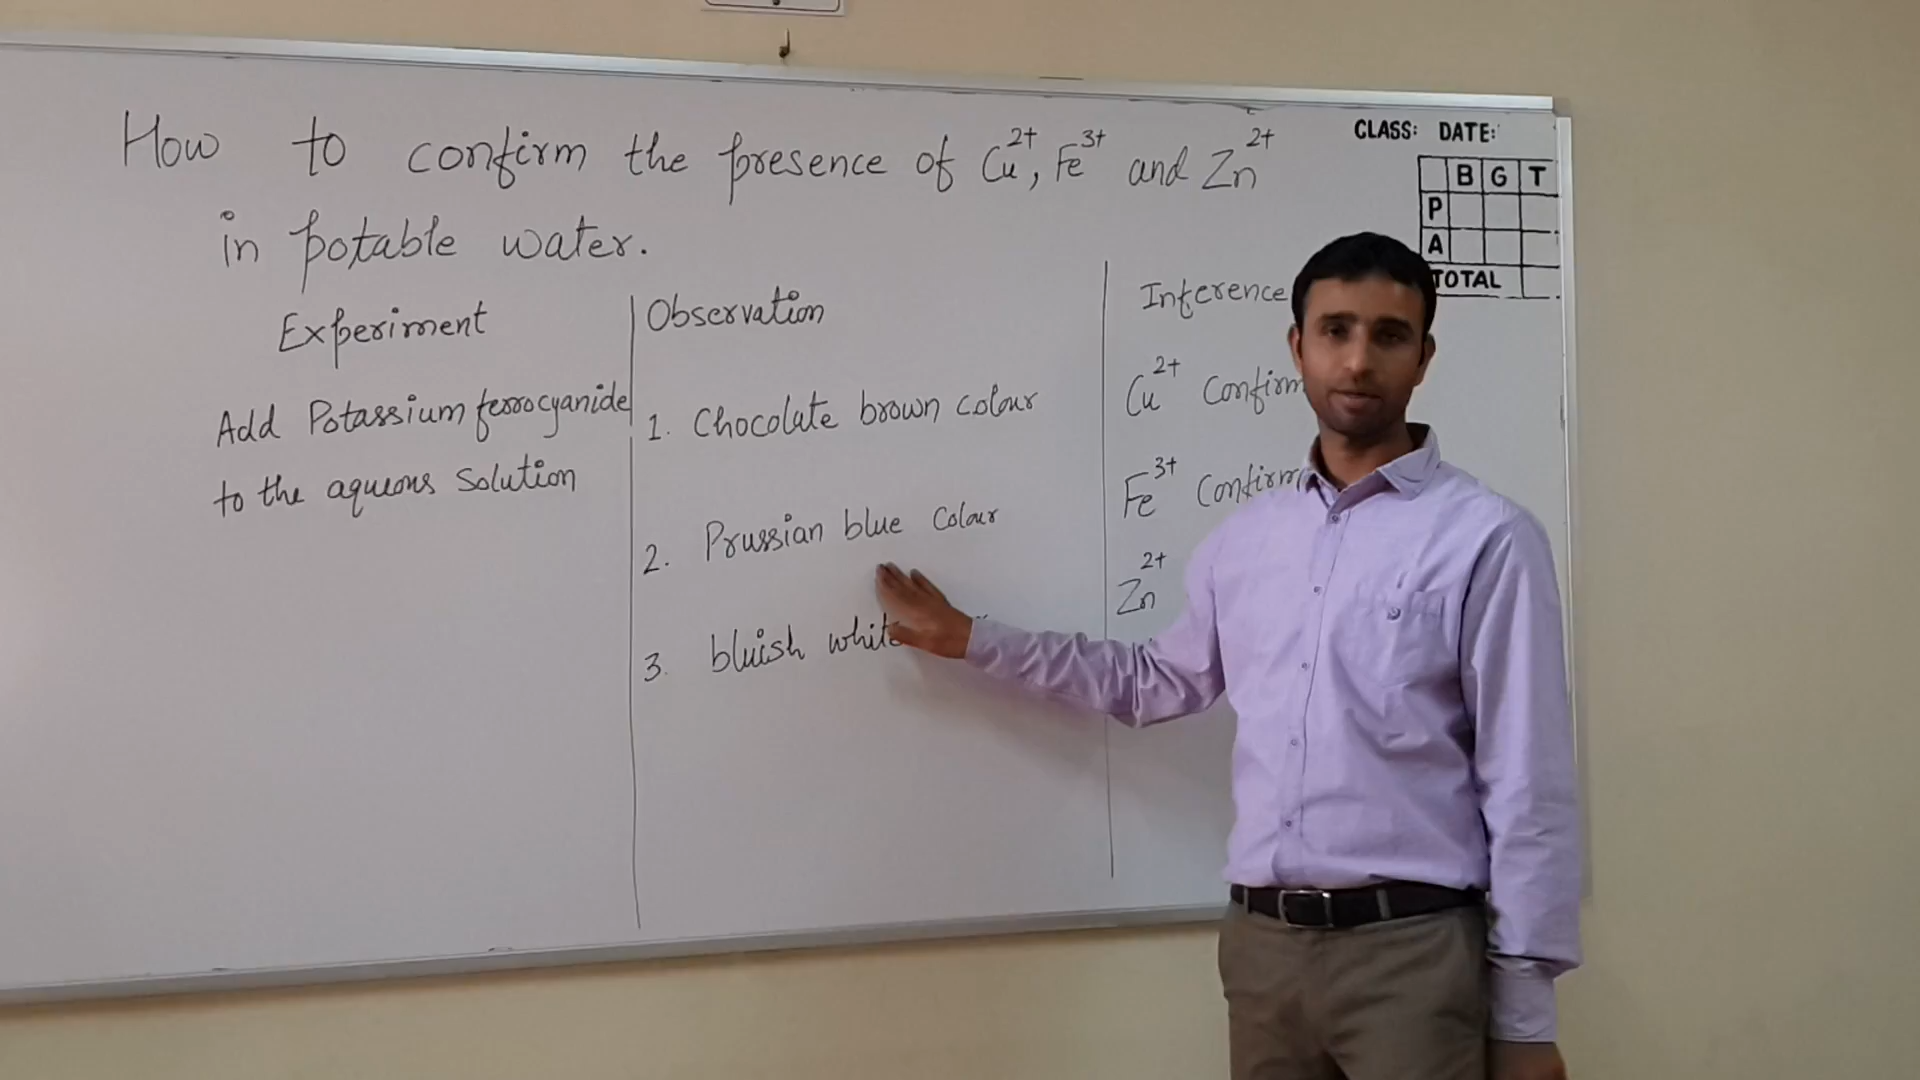 How to confirm the presence of Cu²⁺, Fe³⁺ and Zn²⁺
in potable water.
CLASS: DATE:
B G T
P
A
TOTAL
Experiment
Add Potassium ferrocyanide
to the aqueous solution
Observation
1. Chocolate brown colour
2. Prussian blue colour
3. bluish white
Inference
Cu²⁺ Confirm
Fe³⁺ Confirm
Zn²⁺